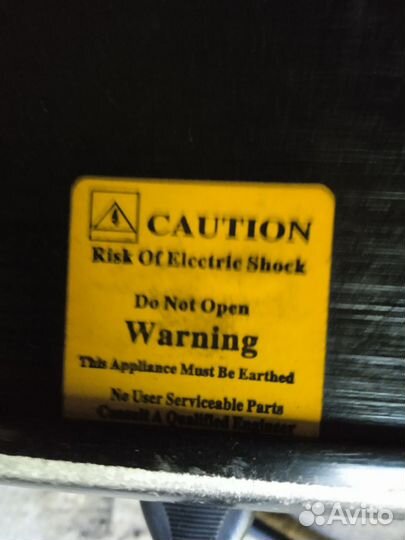 CAUTION
Risk Of Electric Shock
Do Not Open
Warning
This Appliance Must Be Earthed
No User Serviceable Parts
Consult A Qualified Engineer
Avito